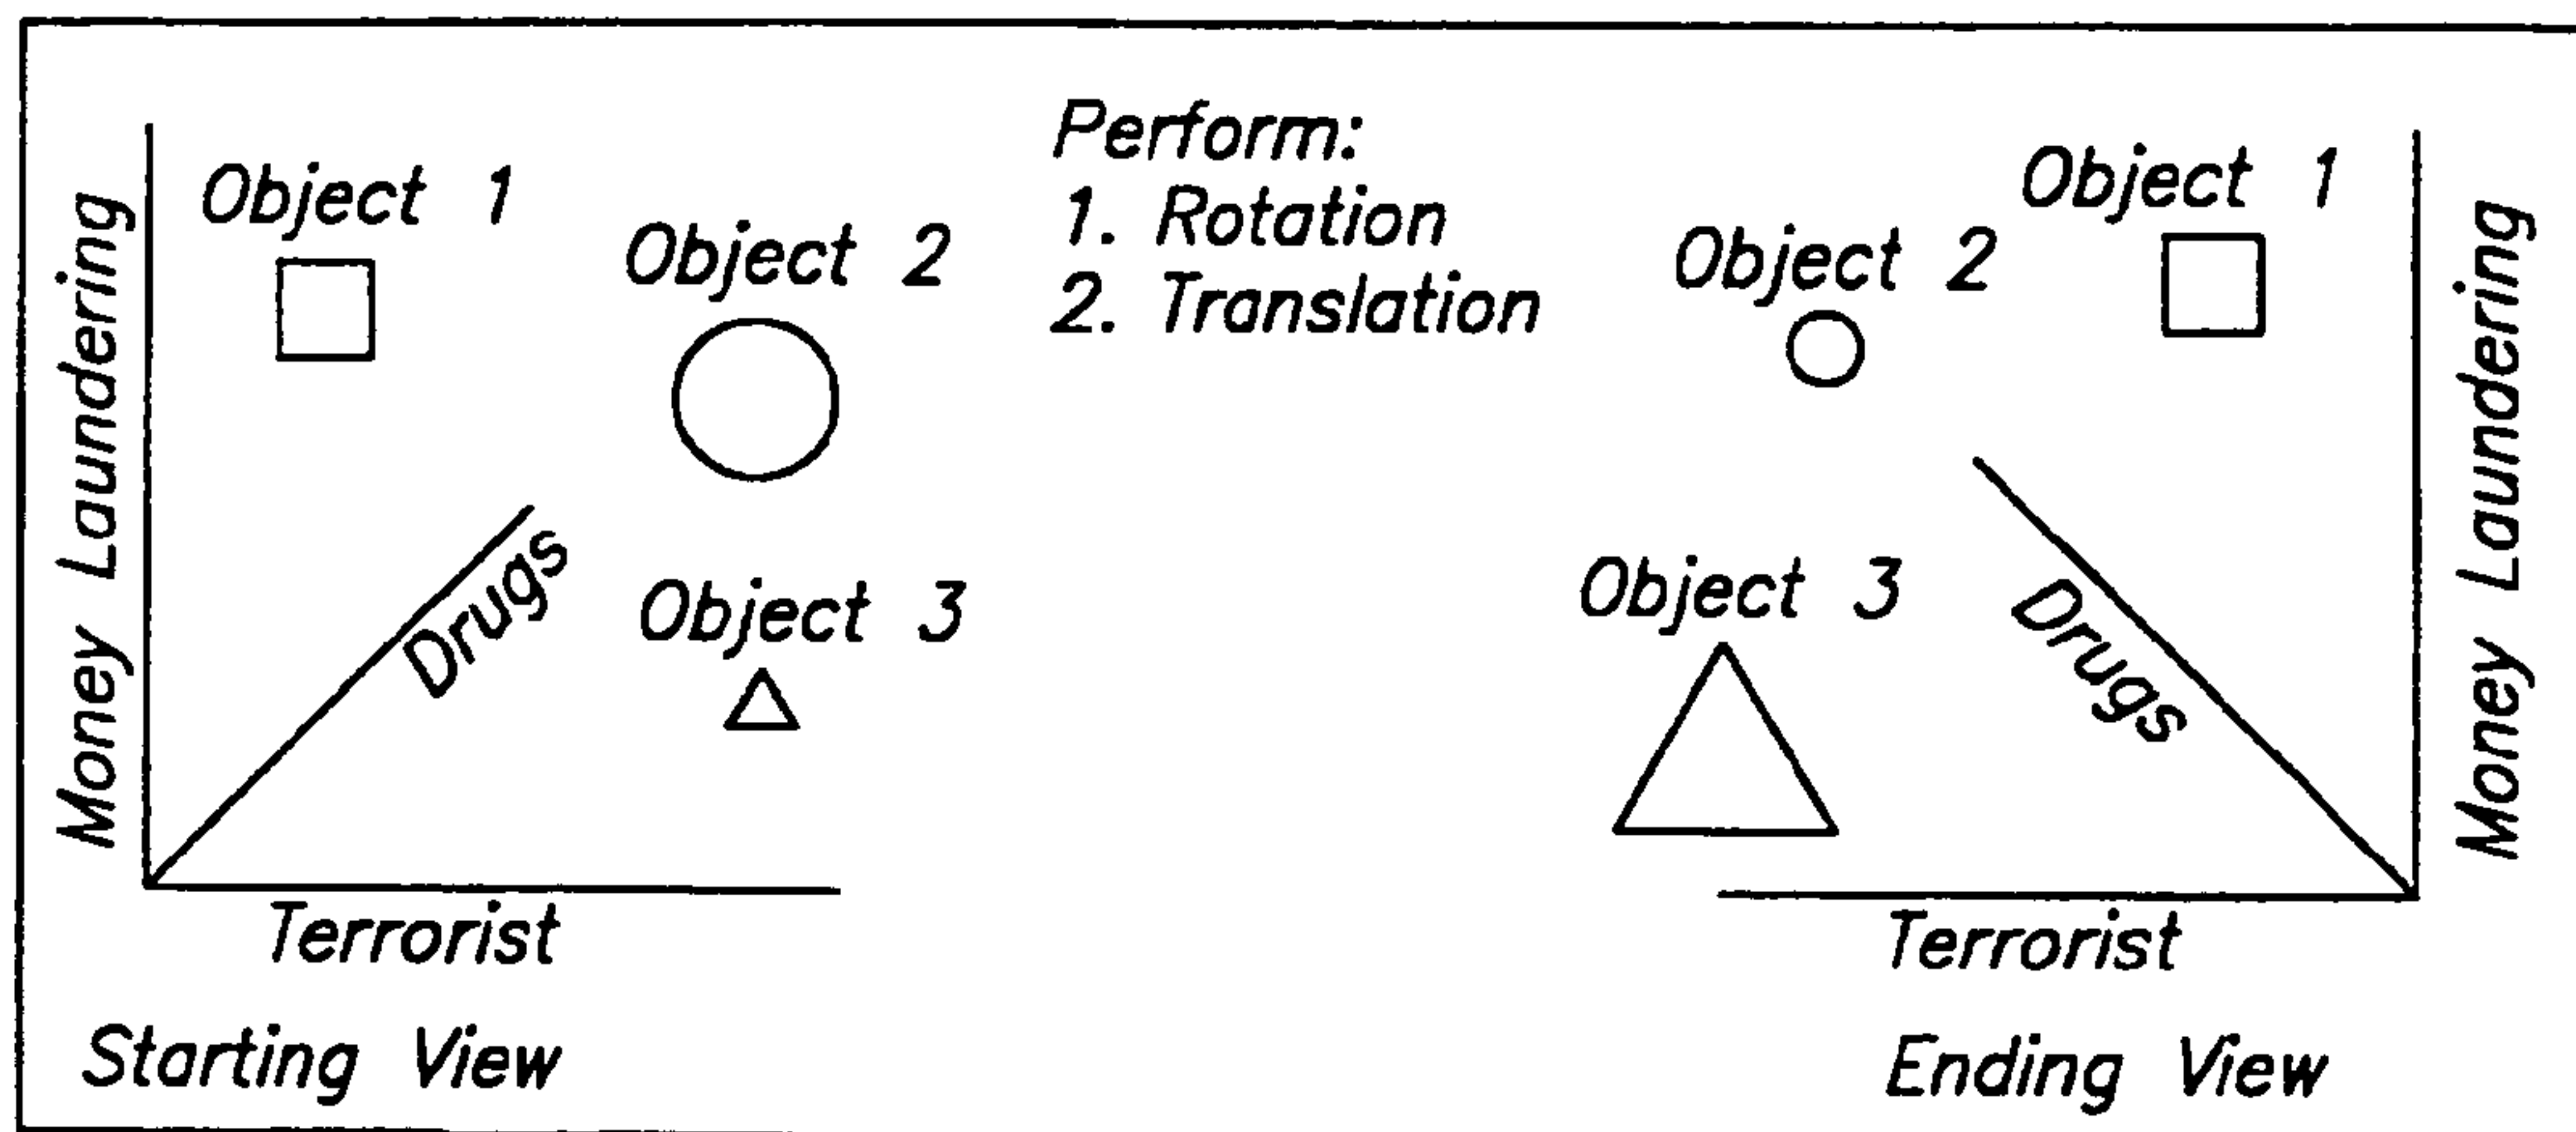 Money Laundering
Object 1
Object 2
Drugs
Object 3
Terrorist
Starting View
Perform:
1. Rotation
2. Translation
Object 1
Object 2
Object 3
Drugs
Money Laundering
Terrorist
Ending View